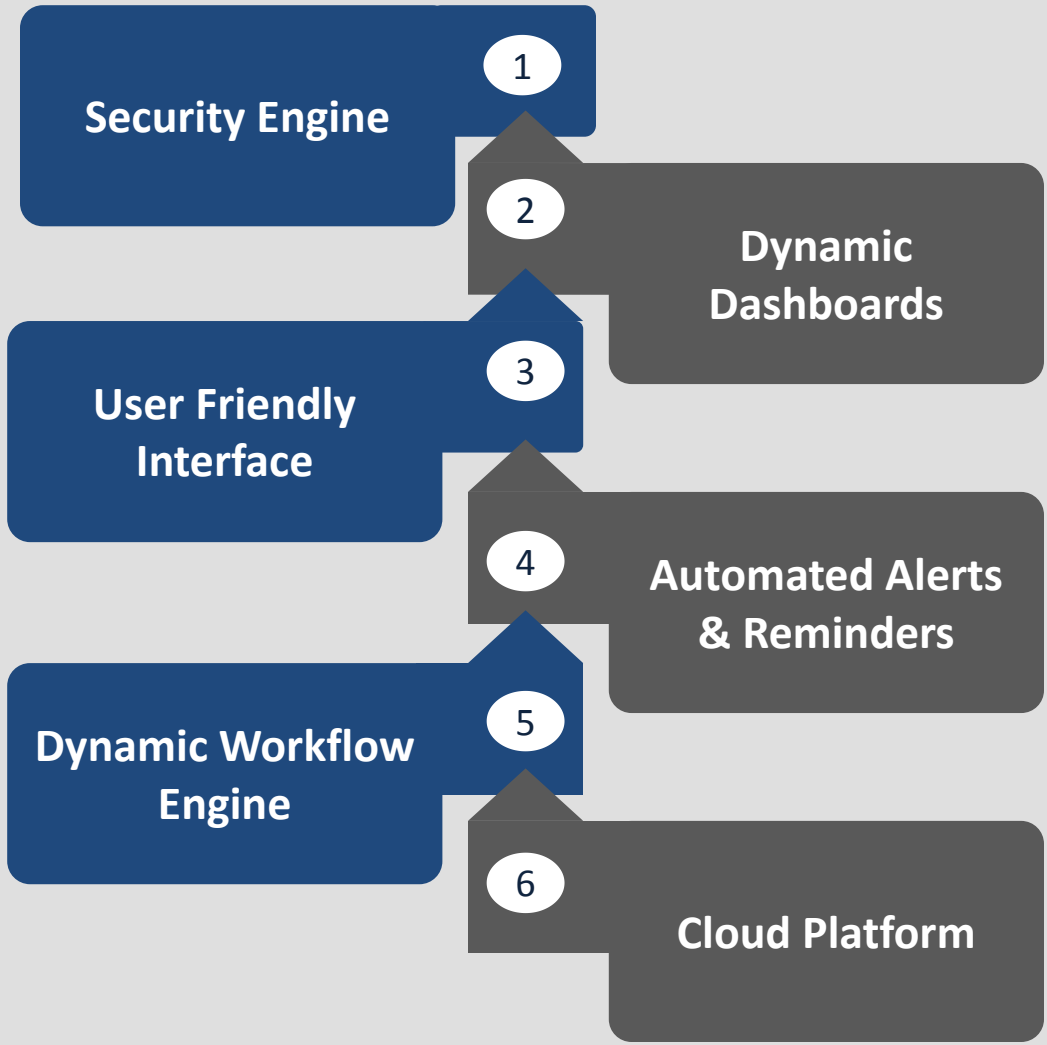 1
Security Engine
2
Dynamic
Dashboards
3
User Friendly
Interface
4
Automated Alerts
& Reminders
5
Dynamic Workflow
Engine
6
Cloud Platform